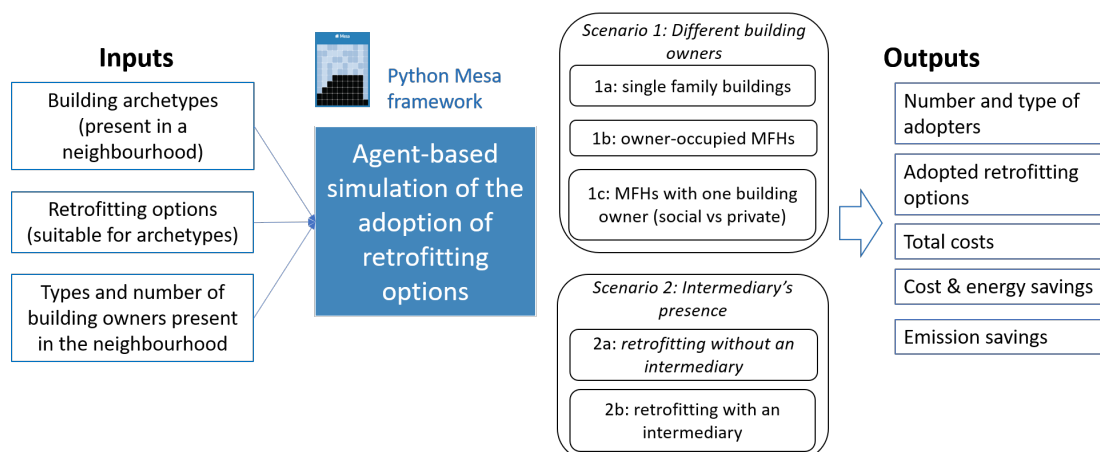 Inputs
Building archetypes
(present in a
neighbourhood)
Retrofitting options
(suitable for archetypes)
Types and number of
building owners present
in the neighbourhood
Mesa
Python Mesa
framework
Agent-based
simulation of the
adoption of
retrofitting
options
Scenario 1: Different building
owners
1a: single family buildings
1b: owner-occupied MFHs
1c: MFHs with one building
owner (social vs private)
Scenario 2: Intermediary's
presence
2a: retrofitting without an
intermediary
2b: retrofitting with an
intermediary
Outputs
Number and type of
adopters
Adopted retrofitting
options
Total costs
Cost & energy savings
Emission savings